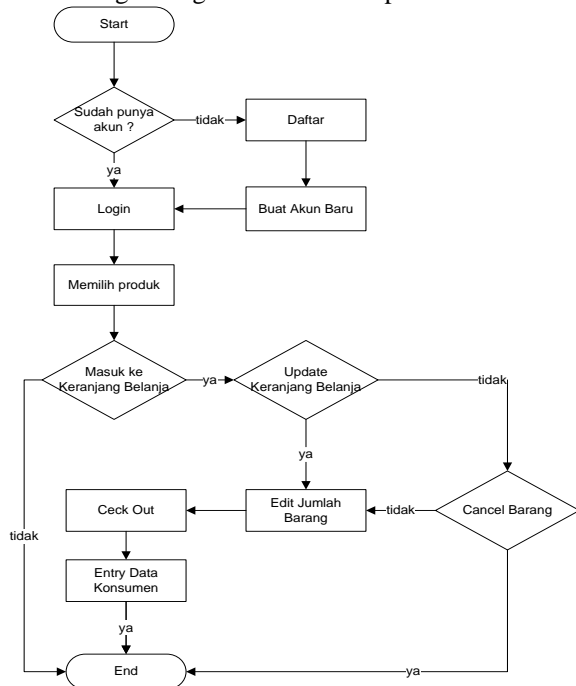 Start
Sudah punya
akun ?
tidak
Daftar
ya
Login
Buat Akun Baru
Memilih produk
Masuk ke
Keranjang Belanja
ya
Update
Keranjang Belanja
tidak
ya
Ceck Out
Edit Jumlah
Barang
tidak
Cancel Barang
tidak
Entry Data
Konsumen
ya
End
ya